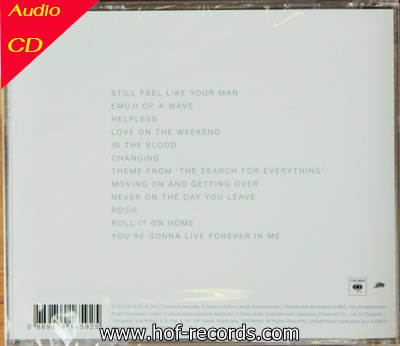 Audio
CD
STILL FEEL LIKE YOUR MAN
EMOJI OF A WAVE
HELPLESS
LOVE ON THE WEEKEND
IN THE BLOOD
CHANGING
THEME FROM 'THE SEARCH FOR EVERYTHING'
MOVING ON AND GETTING OVER
NEVER ON THE DAY YOU LEAVE
ROSIE
ROLL IT ON HOME
YOU'RE GONNA LIVE FOREVER IN ME
www.hof-records.com